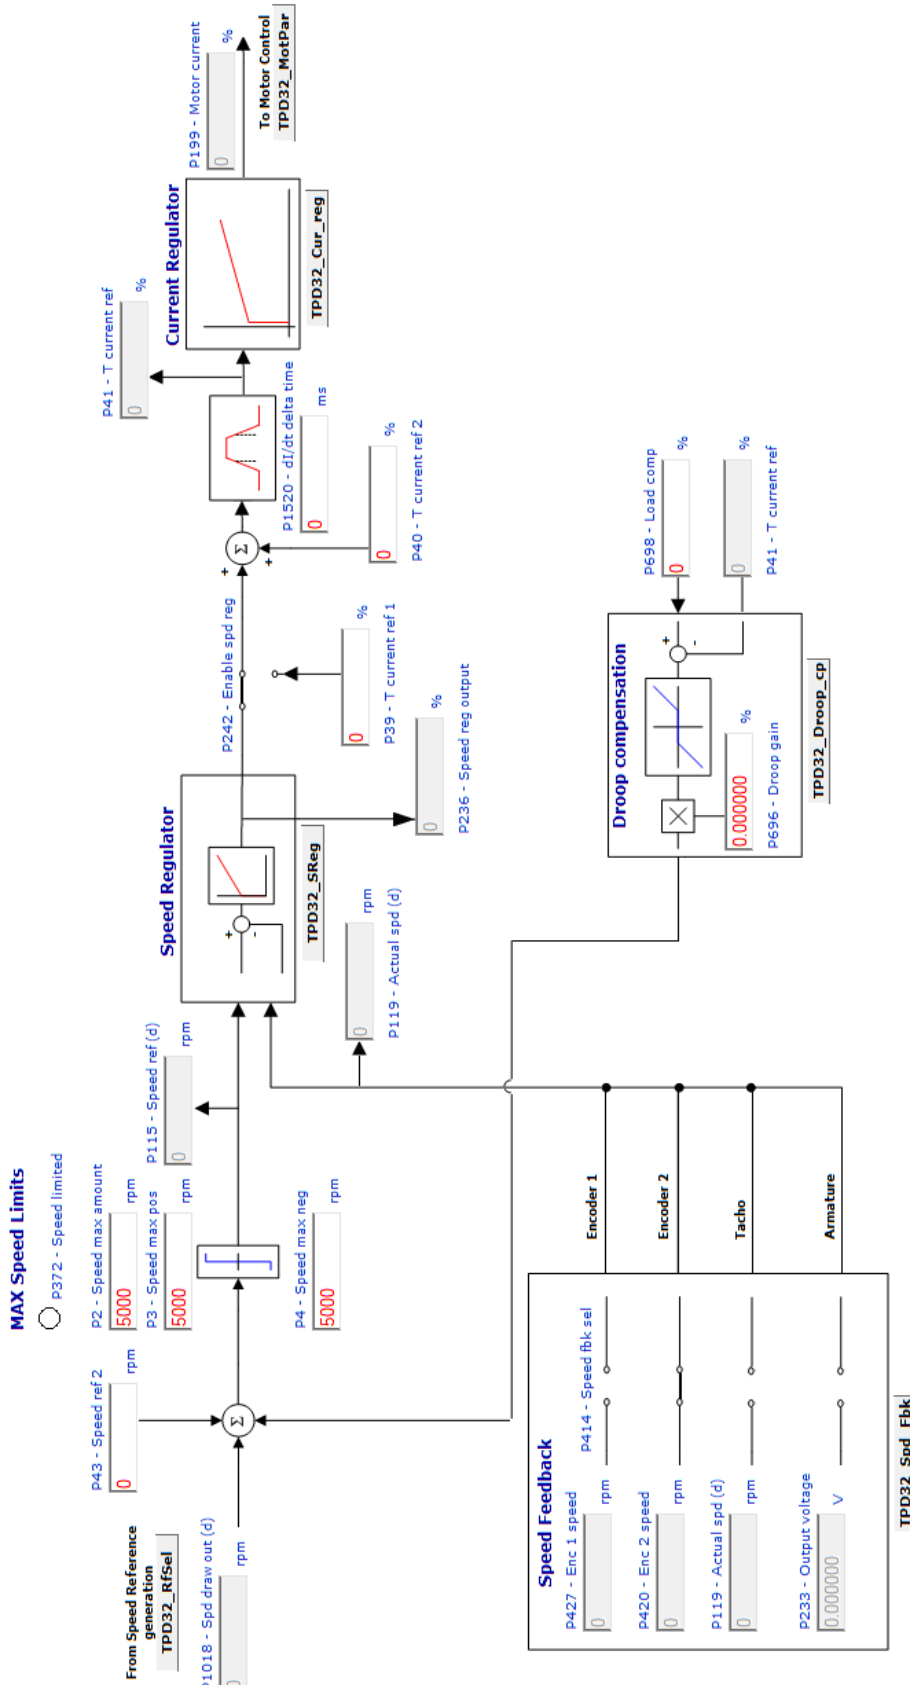 From Speed Reference
generation
TPD32_RfSel
P1018 - Spd draw out (d)
rpm
P43 - Speed ref 2
0
rpm
Σ
MAX Speed Limits
P372 - Speed limited
P2 - Speed max amount
5000
rpm
P3 - Speed max pos
5000
rpm
P4 - Speed max neg
5000
rpm
P115 - Speed ref (d)
0
rpm
Speed Regulator
+
-
TPD32_SReg
P119 - Actual spd (d)
0
rpm
P236 - Speed reg output
0
%
P242 - Enable spd reg
P39 - T current ref 1
0
%
+
Σ
+
P40 - T current ref 2
0
%
P1520 - dI/dt delta time
0
ms
P41 - T current ref
0
%
Current Regulator
TPD32_Cur_reg
P199 - Motor current
0
%
To Motor Control
TPD32_MotPar
Speed Feedback
P427 - Enc 1 speed
0
rpm
P414 - Speed fbk sel
Encoder 1
P420 - Enc 2 speed
0
rpm
Encoder 2
P119 - Actual spd (d)
0
rpm
Tacho
P233 - Output voltage
0.000000
V
Armature
TPD32_Spd_Fbk
Droop compensation
+
-
0.000000
%
P696 - Droop gain
TPD32_Droop_cp
P698 - Load comp
0
%
0
%
P41 - T current ref